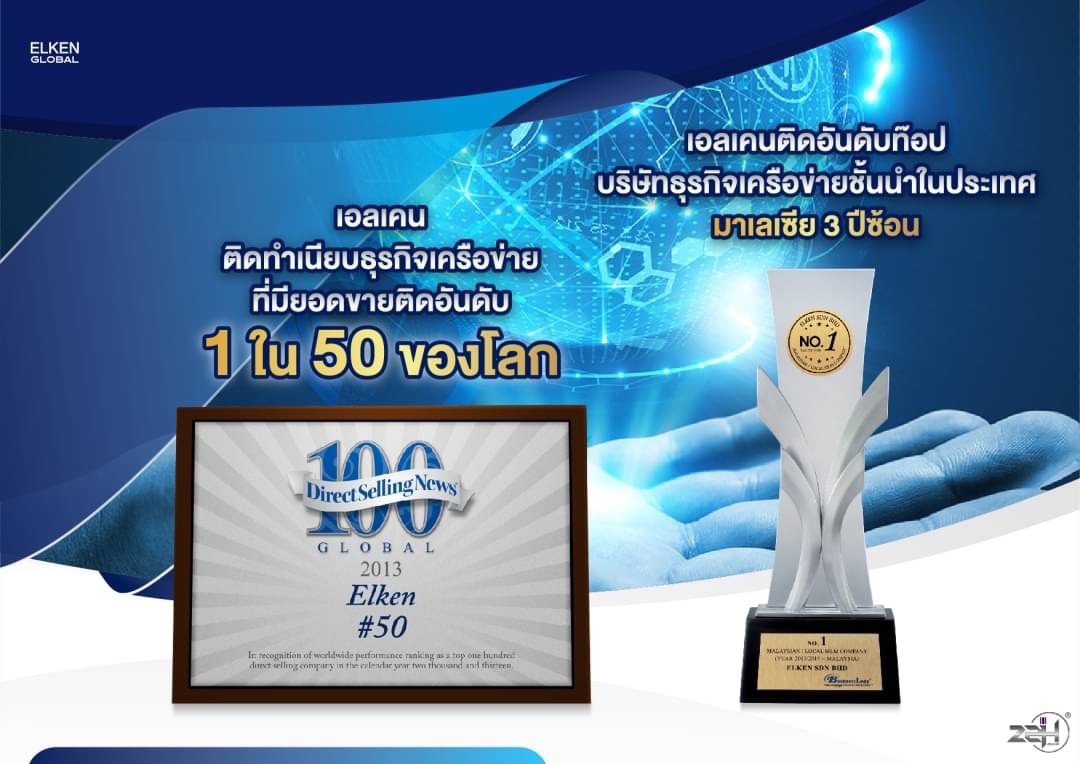 ELKEN
GLOBAL
เอลเคนติดอันดับท๊อป
บริษัทธุรกิจเครือข่ายชั้นนำในประเทศ
มาเลเซีย 3 ปีซ้อน
เอลเคน
ติดทำเนียบธุรกิจเครือข่าย
ที่มียอดขายติดอันดับ
1 ใน 50 ของโลก
100
Direct Selling News
GLOBAL
2013
Elken
#50
In recognition of worldwide performance ranking as a top one hundred
direct selling company in the calendar year two thousand and thirteen.
ELKEN SDN BHD
NO. 1
NO. 1
MALAYSIAN / LOCAL MLM COMPANY
ELKEN SDN BHD